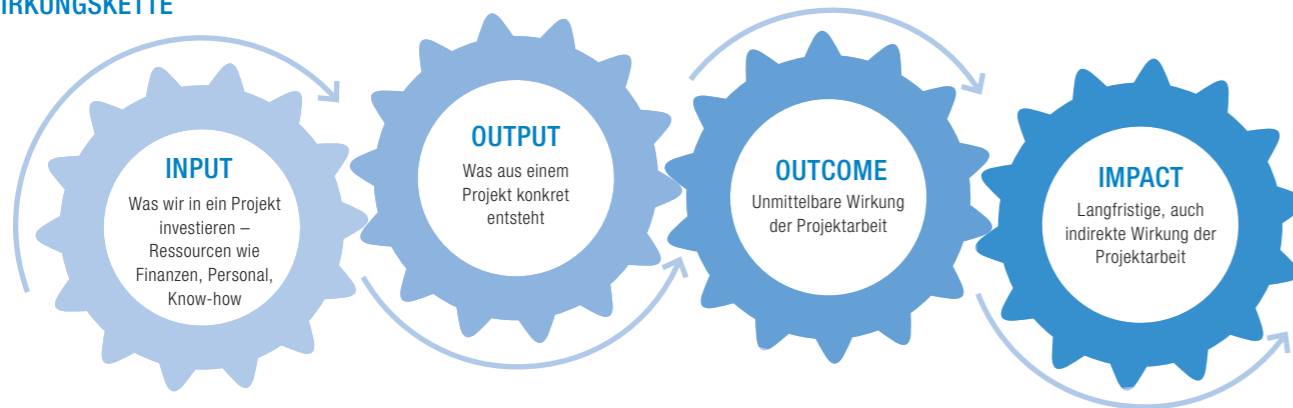 IRKUNGSKETTE
INPUT
Was wir in ein Projekt
investieren –
Ressourcen wie
Finanzen, Personal,
Know-how
OUTPUT
Was aus einem
Projekt konkret
entsteht
OUTCOME
Unmittelbare Wirkung
der Projektarbeit
IMPACT
Langfristige, auch
indirekte Wirkung der
Projektarbeit